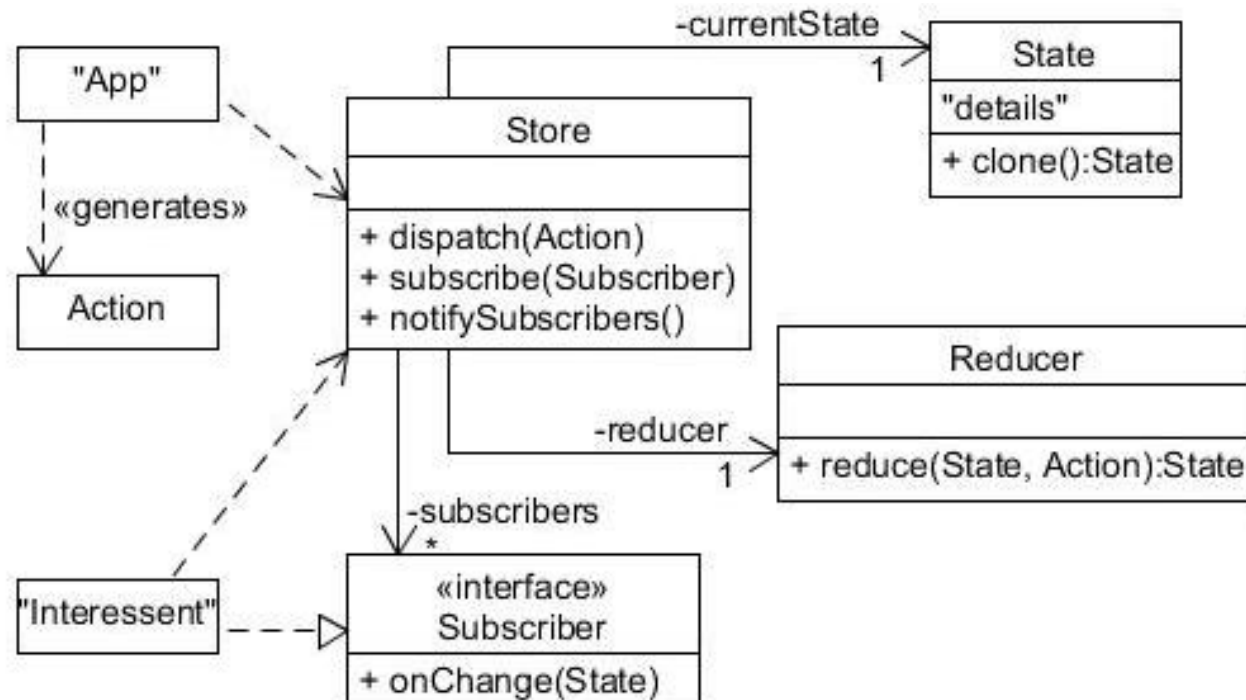 -currentState
1
State
"details"
+ clone():State
"App"
Store
+ dispatch(Action)
+ subscribe(Subscriber)
+ notifySubscribers()
«generates»
Action
Reducer
+ reduce(State, Action):State
-reducer
1
-subscribers
*
"Interessent"
«interface»
Subscriber
+ onChange(State)